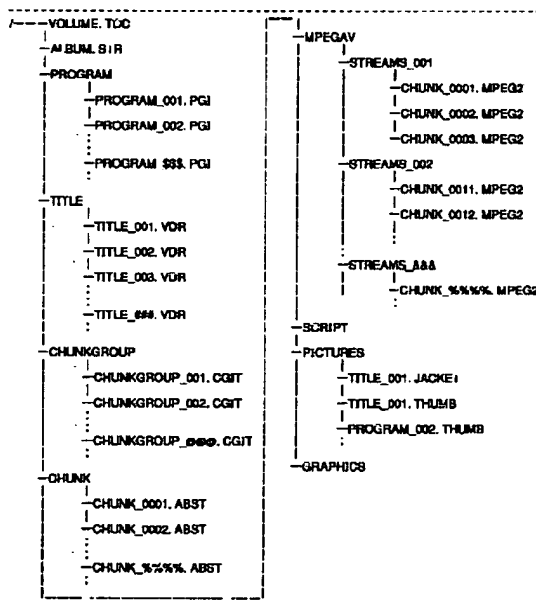 VOLUME. TOC
ALBUM. STR
PROGRAM
PROGRAM_001. PGI
PROGRAM_002. PGI
PROGRAM $$$. PGI
TITLE
TITLE_001. VDR
TITLE_002. VDR
TITLE_003. VDR
TITLE_###. VDR
CHUNKGROUP
CHUNKGROUP_001. CGIT
CHUNKGROUP_002. CGIT
CHUNKGROUP_@@@. CGIT
CHUNK
CHUNK_0001. ABST
CHUNK_0002. ABST
CHUNK_%%%%. ABST
MPEGAV
STREAMS_001
CHUNK_0001. MPEG2
CHUNK_0002. MPEG2
CHUNK_0003. MPEG2
STREAMS_002
CHUNK_0011. MPEG2
CHUNK_0012. MPEG2
STREAMS_&&&
CHUNK_%%%%. MPEG2
SCRIPT
PICTURES
TITLE_001. JACKET
TITLE_001. THUMB
PROGRAM_002. THUMB
GRAPHICS